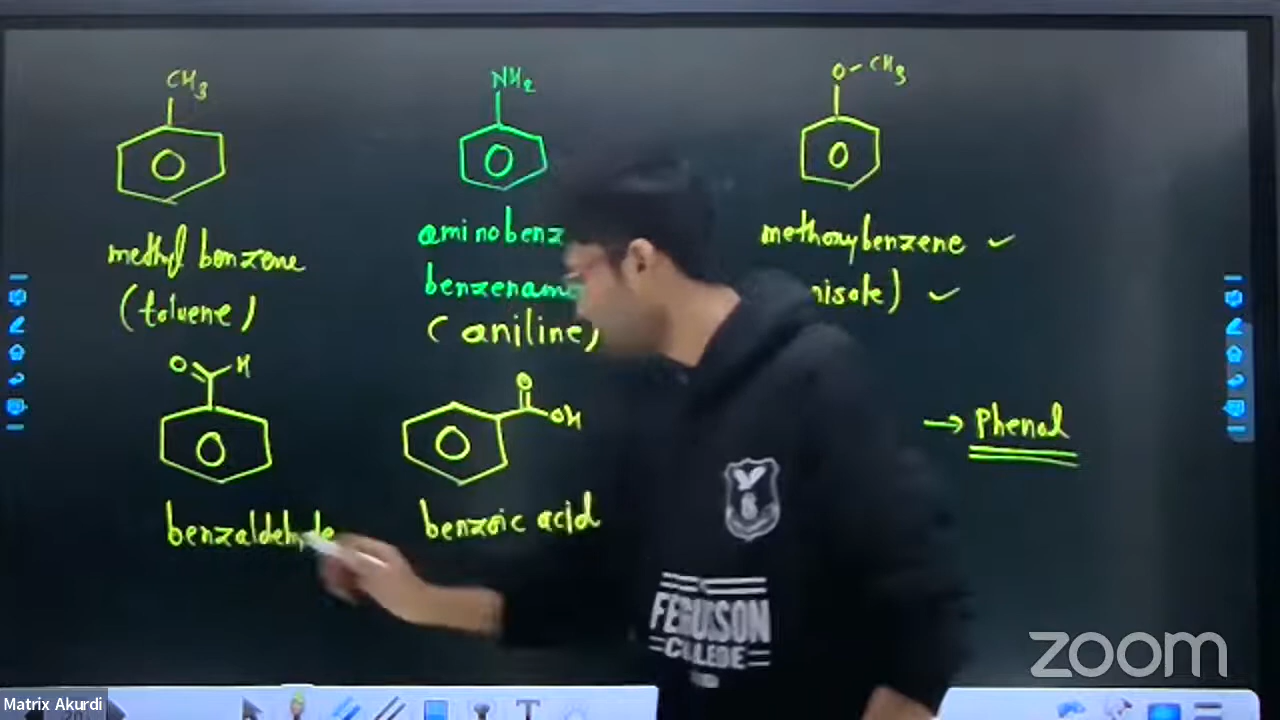 CH3
NH2
O-CH3
methyl benzene
aminobenz
methoxybenzene ✓
(toluene)
benzenam
nisole) ✓
(aniline)
O H
O
OH
→ Phenol
benzaldehyde
benzoic acid
FERGUSSON
COLLEGE
zoom
Matrix Akurdi
T